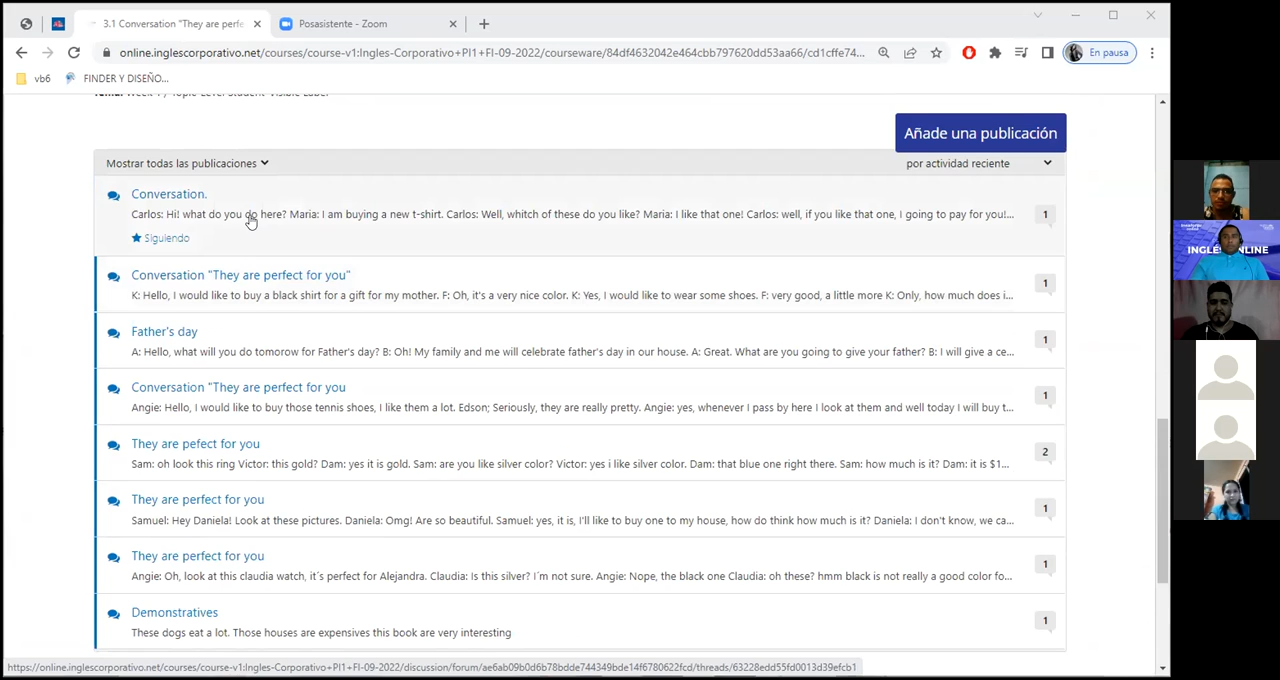 3.1 Conversation "They are perfe
Posasistente - Zoom
online.inglescorporativo.net/courses/course-v1:Ingles-Corporativo+PI1+FI-09-2022/courseware/84df4632042e464cbb797620dd53aa66/cd1cffe74...
En pausa
vb6
FINDER Y DISEÑO...
Añade una publicación
Mostrar todas las publicaciones
por actividad reciente
Conversation.
Carlos: Hi! what do you do here? Maria: I am buying a new t-shirt. Carlos: Well, whitch of these do you like? Maria: I like that one! Carlos: well, if you like that one, I going to pay for you!...
1
Siguiendo
Conversation "They are perfect for you"
K: Hello, I would like to buy a black shirt for a gift for my mother. F: Oh, it's a very nice color. K: Yes, I would like to wear some shoes. F: very good, a little more K: Only, how much does i...
1
Father's day
A: Hello, what will you do tomorow for Father's day? B: Oh! My family and me will celebrate father's day in our house. A: Great. What are you going to give your father? B: I will give a ce...
1
Conversation "They are perfect for you
Angie: Hello, I would like to buy those tennis shoes, I like them a lot. Edson; Seriously, they are really pretty. Angie: yes, whenever I pass by here I look at them and well today I will buy t...
1
They are pefect for you
Sam: oh look this ring Victor: this gold? Dam: yes it is gold. Sam: are you like silver color? Victor: yes i like silver color. Dam: that blue one right there. Sam: how much is it? Dam: it is $1...
2
They are perfect for you
Samuel: Hey Daniela! Look at these pictures. Daniela: Omg! Are so beautiful. Samuel: yes, it is, I'll like to buy one to my house, how do think how much is it? Daniela: I don't know, we ca...
1
They are perfect for you
Angie: Oh, look at this claudia watch, it´s perfect for Alejandra. Claudia: Is this silver? I´m not sure. Angie: Nope, the black one Claudia: oh these? hmm black is not really a good color fo...
1
Demonstratives
These dogs eat a lot. Those houses are expensives this book are very interesting
1
https://online.inglescorporativo.net/courses/course-v1:Ingles-Corporativo+PI1+FI-09-2022/discussion/forum/ae6ab09b0d6b78bdde744349bde14f6780622fcd/threads/63228edd55fd0013d39efcb1
INGLÉS ONLINE